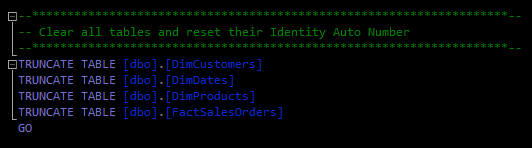 --**************************************************************--
-- Clear all tables and reset their Identity Auto Number
--**************************************************************--
TRUNCATE TABLE [dbo].[DimCustomers]
TRUNCATE TABLE [dbo].[DimDates]
TRUNCATE TABLE [dbo].[DimProducts]
TRUNCATE TABLE [dbo].[FactSalesOrders]
GO